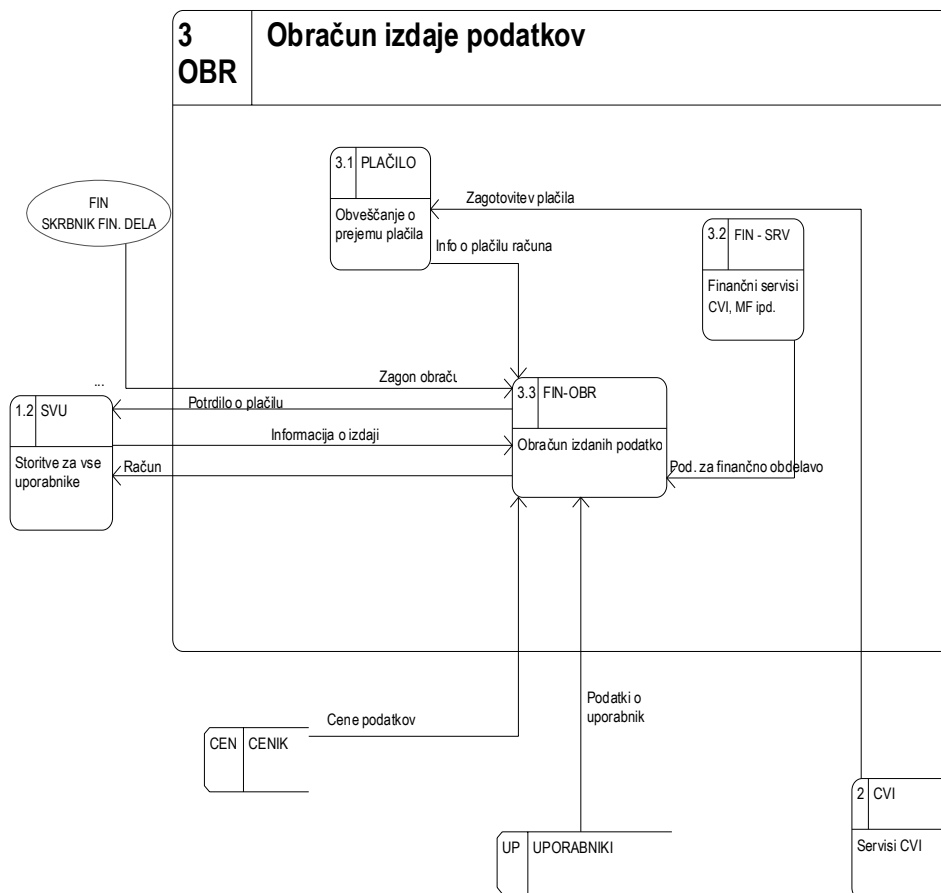 3
OBR
Obračun izdaje podatkov
3.1 PLAČILO
Obveščanje o
prejemu plačila
FIN
SKRBNIK FIN. DELA
Zagotovitev plačila
3.2 FIN - SRV
Finančni servisi
CVI, MF ipd.
Info o plačilu računa
Zagon obraču
...
1.2 SVU
Storitve za vse
uporabnike
Potrdilo o plačilu
Informacija o izdaji
Račun
3.3 FIN-OBR
Obračun izdanih podatko
Pod. za finančno obdelavo
Cene podatkov
Podatki o
uporabnik
CEN CENIK
2 CVI
Servisi CVI
UP UPORABNIKI